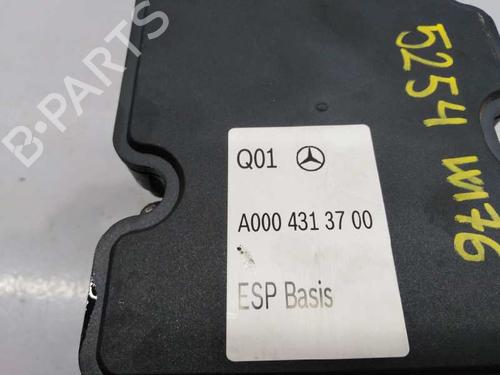 B-PARTS
5254 W176
Q01
A000 431 37 00
ESP Basis